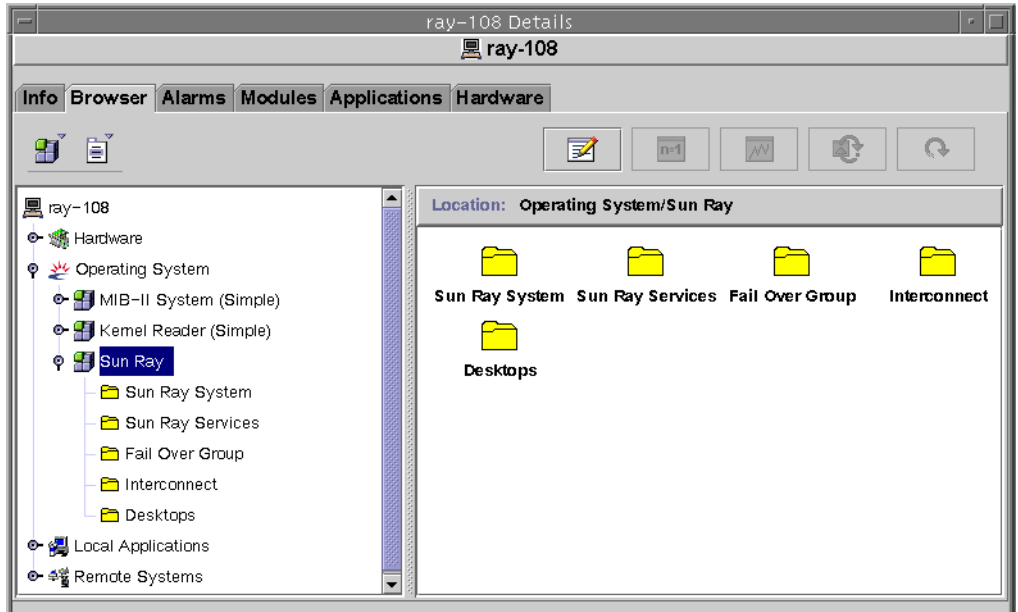 ray-108 Details
ray-108
Info Browser Alarms Modules Applications Hardware
n=1
ray-108
Hardware
Operating System
MIB-II System (Simple)
Kernel Reader (Simple)
Sun Ray
Sun Ray System
Sun Ray Services
Fail Over Group
Interconnect
Desktops
Local Applications
Remote Systems
Location: Operating System/Sun Ray
Sun Ray System Sun Ray Services Fail Over Group Interconnect
Desktops